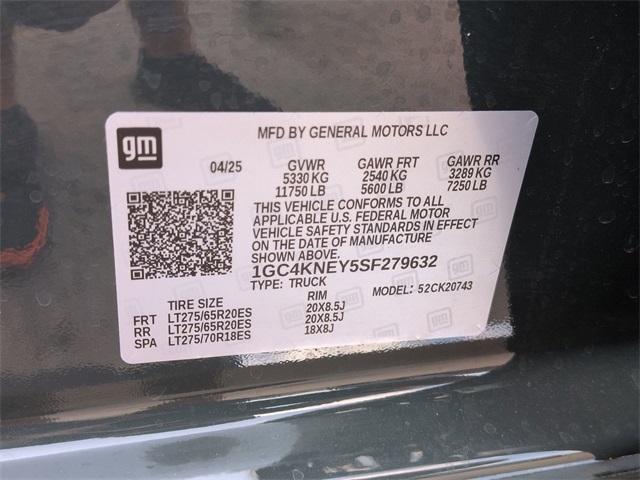 gm
MFD BY GENERAL MOTORS LLC
04/25 GVWR GAWR FRT GAWR RR
5330 KG 2540 KG 3289 KG
11750 LB 5600 LB 7250 LB
THIS VEHICLE CONFORMS TO ALL
APPLICABLE U.S. FEDERAL MOTOR
VEHICLE SAFETY STANDARDS IN EFFECT
ON THE DATE OF MANUFACTURE
SHOWN ABOVE.
1GC4KNEY5SF279632
TYPE: TRUCK MODEL: 52CK20743
TIRE SIZE RIM
FRT LT275/65R20ES 20X8.5J
RR LT275/65R20ES 20X8.5J
SPA LT275/70R18ES 18X8J